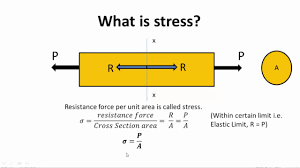 What is stress?
x
P R R P A
x
Resistance force per unit area is called stress.
σ = resistance force / Cross Section area = R / A = P / A
(Within certain limit i.e.
Elastic Limit, R = P)
σ = P / A